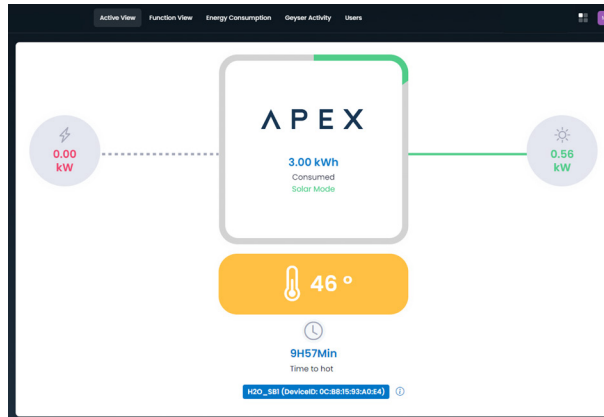 Active View Function View Energy Consumption Geyser Activity Users
APEX
0.00
kW
3.00 kWh
Consumed
Solar Mode
0.56
kW
46 °
9H57Min
Time to hot
H2O_SB1 (DeviceID: 0C:B8:15:93:A0:E4)